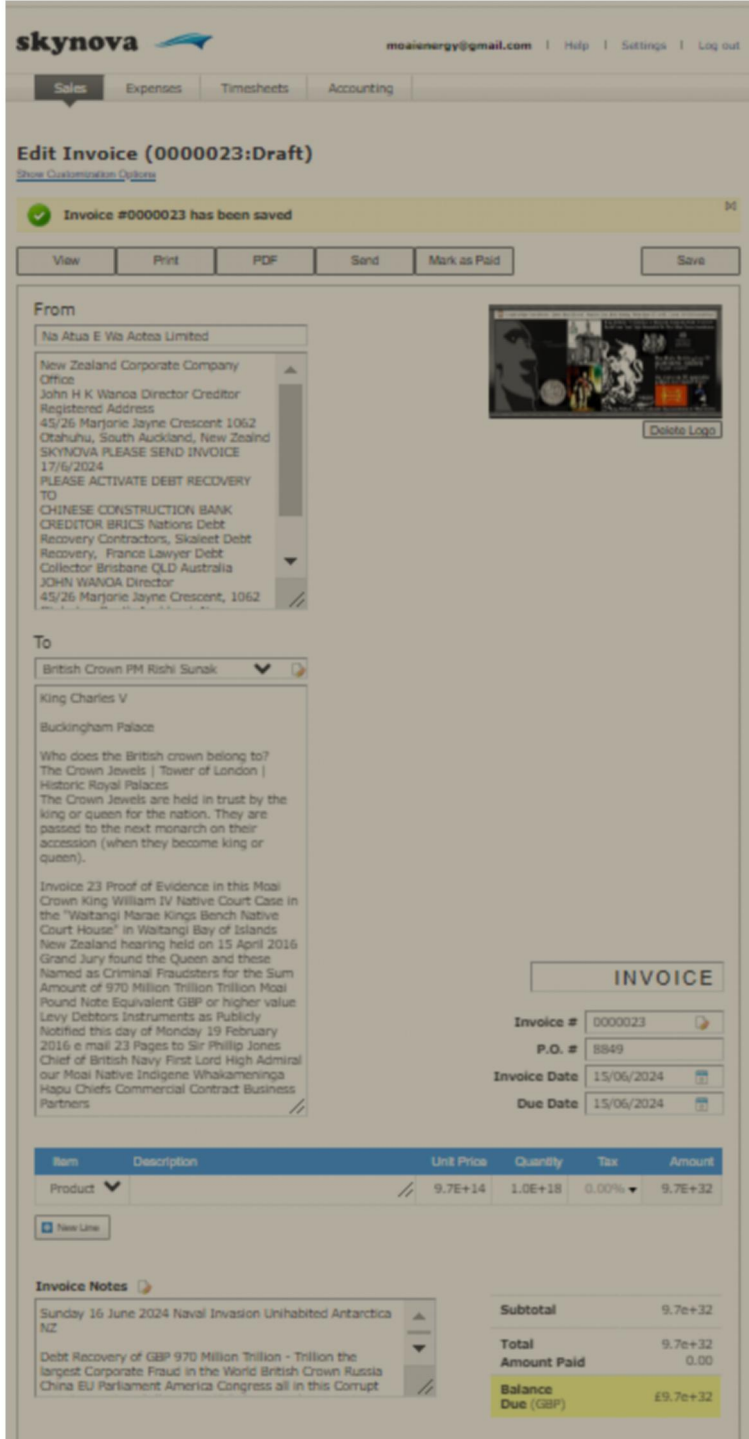 skynova
moaienergy@gmail.com | Help | Settings | Log out
Sales Expenses Timesheets Accounting
Edit Invoice (0000023:Draft)
Show Customization Options
Invoice #0000023 has been saved
View Print PDF Send Mark as Paid Save
From
Na Atua E Wa Aotea Limited
New Zealand Corporate Company
Office
John H K Wanoa Director Creditor
Registered Address
45/26 Marjorie Jayne Crescent 1062
Otahuhu, South Auckland, New Zealnd
SKYNOVA PLEASE SEND INVOICE
17/6/2024
PLEASE ACTIVATE DEBT RECOVERY
TO
CHINESE CONSTRUCTION BANK
CREDITOR BRICS Nations Debt
Recovery Contractors, Skaleet Debt
Recovery, France Lawyer Debt
Collector Brisbane QLD Australia
JOHN WANOA Director
45/26 Marjorie Jayne Crescent, 1062
Delete Logo
To
British Crown PM Rishi Sunak
King Charles V
Buckingham Palace
Who does the British crown belong to?
The Crown Jewels | Tower of London |
Historic Royal Palaces
The Crown Jewels are held in trust by the
king or queen for the nation. They are
passed to the next monarch on their
accession (when they become king or
queen).
Invoice 23 Proof of Evidence in this Moai
Crown King William IV Native Court Case in
the "Waitangi Marae Kings Bench Native
Court House" in Waitangi Bay of Islands
New Zealand hearing held on 15 April 2016
Grand Jury found the Queen and these
Named as Criminal Fraudsters for the Sum
Amount of 970 Million Trillion Trillion Moai
Pound Note Equivalent GBP or higher value
Levy Debtors Instruments as Publicly
Notified this day of Monday 19 February
2016 e mail 23 Pages to Sir Phillip Jones
Chief of British Navy First Lord High Admiral
our Moai Native Indigene Whakameninga
Hapu Chiefs Commercial Contract Business
Partners
INVOICE
Invoice # 0000023
P.O. # 8849
Invoice Date 15/06/2024
Due Date 15/06/2024
Item Description Unit Price Quantity Tax Amount
Product 9.7E+14 1.0E+18 0.00% 9.7E+32
New Line
Invoice Notes
Sunday 16 June 2024 Naval Invasion Unihabited Antarctica
NZ
Debt Recovery of GBP 970 Million Trillion - Trillion the
largest Corporate Fraud in the World British Crown Russia
China EU Parliament America Congress all in this Corrupt
Subtotal 9.7e+32
Total 9.7e+32
Amount Paid 0.00
Balance
Due (GBP) £9.7e+32